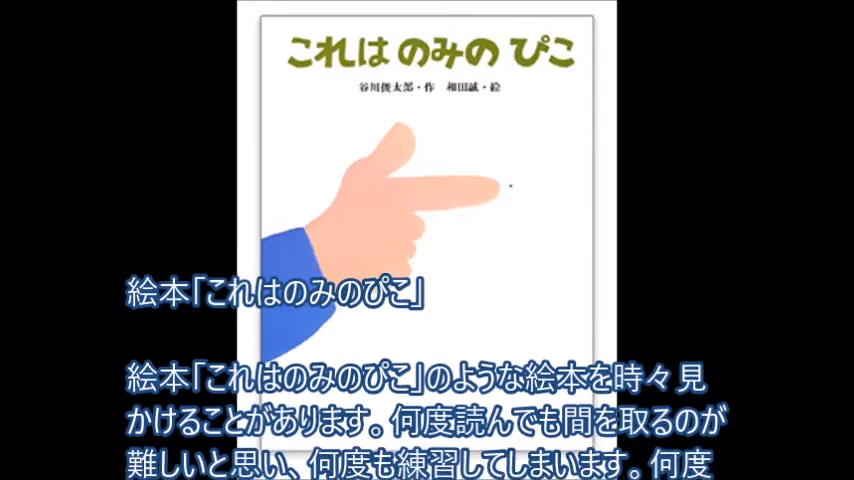 これは のみの ぴこ
谷川俊太郎・作 和田誠・絵
絵本「これはのみのぴこ」
絵本「これはのみのぴこ」のような絵本を時々見
かけることがあります。何度読んでも間を取るのが
難しいと思い、何度も練習してしまいます。何度